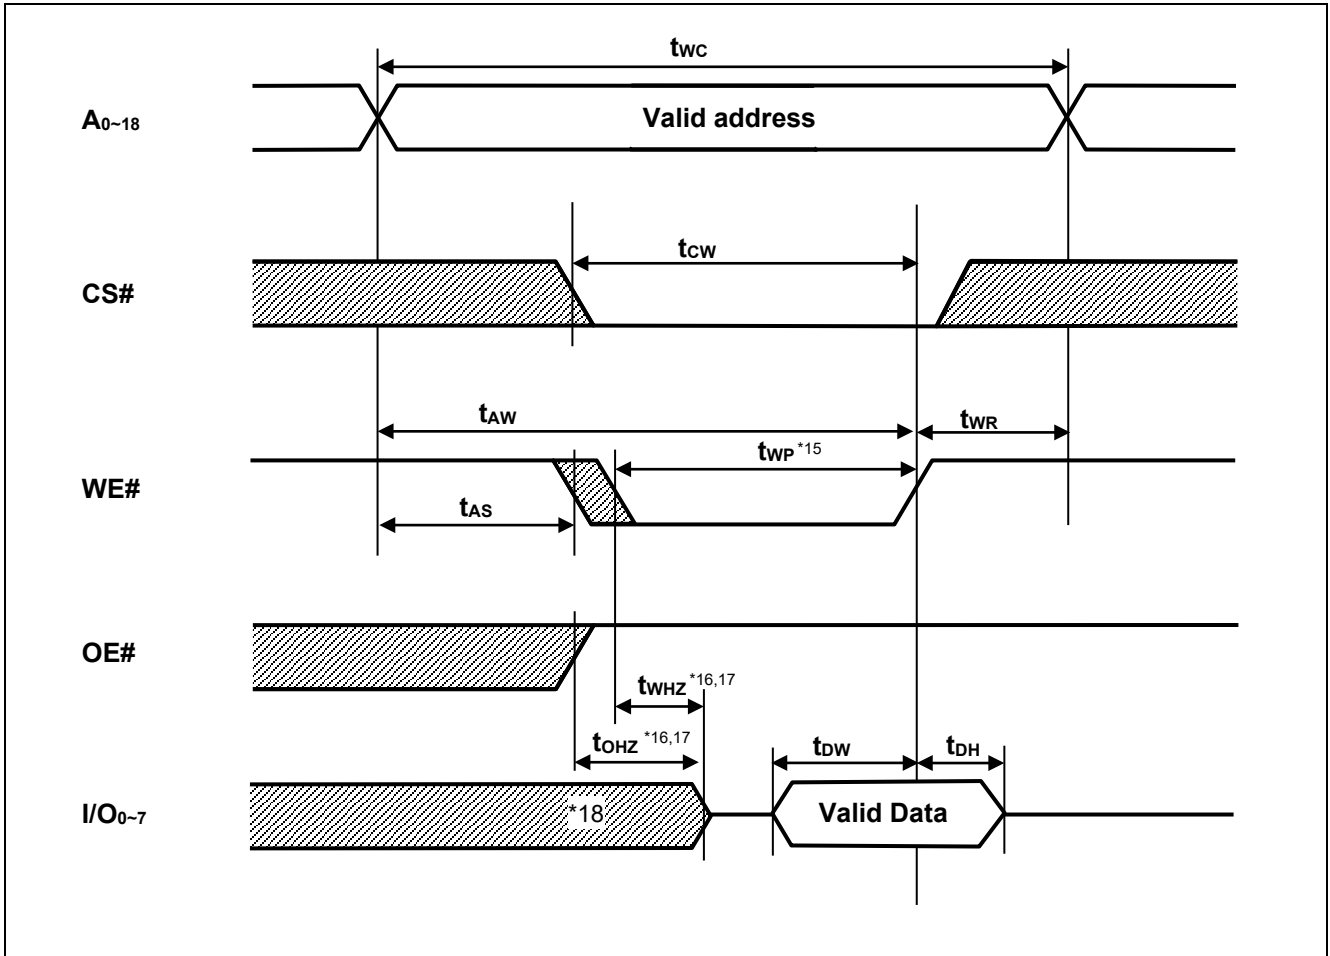 tWC
A0~18
Valid address
tCW
CS#
tAW
tWR
tWP *15
WE#
tAS
OE#
tWHZ *16,17
tOHZ *16,17
tDW
tDH
I/O0~7
*18
Valid Data